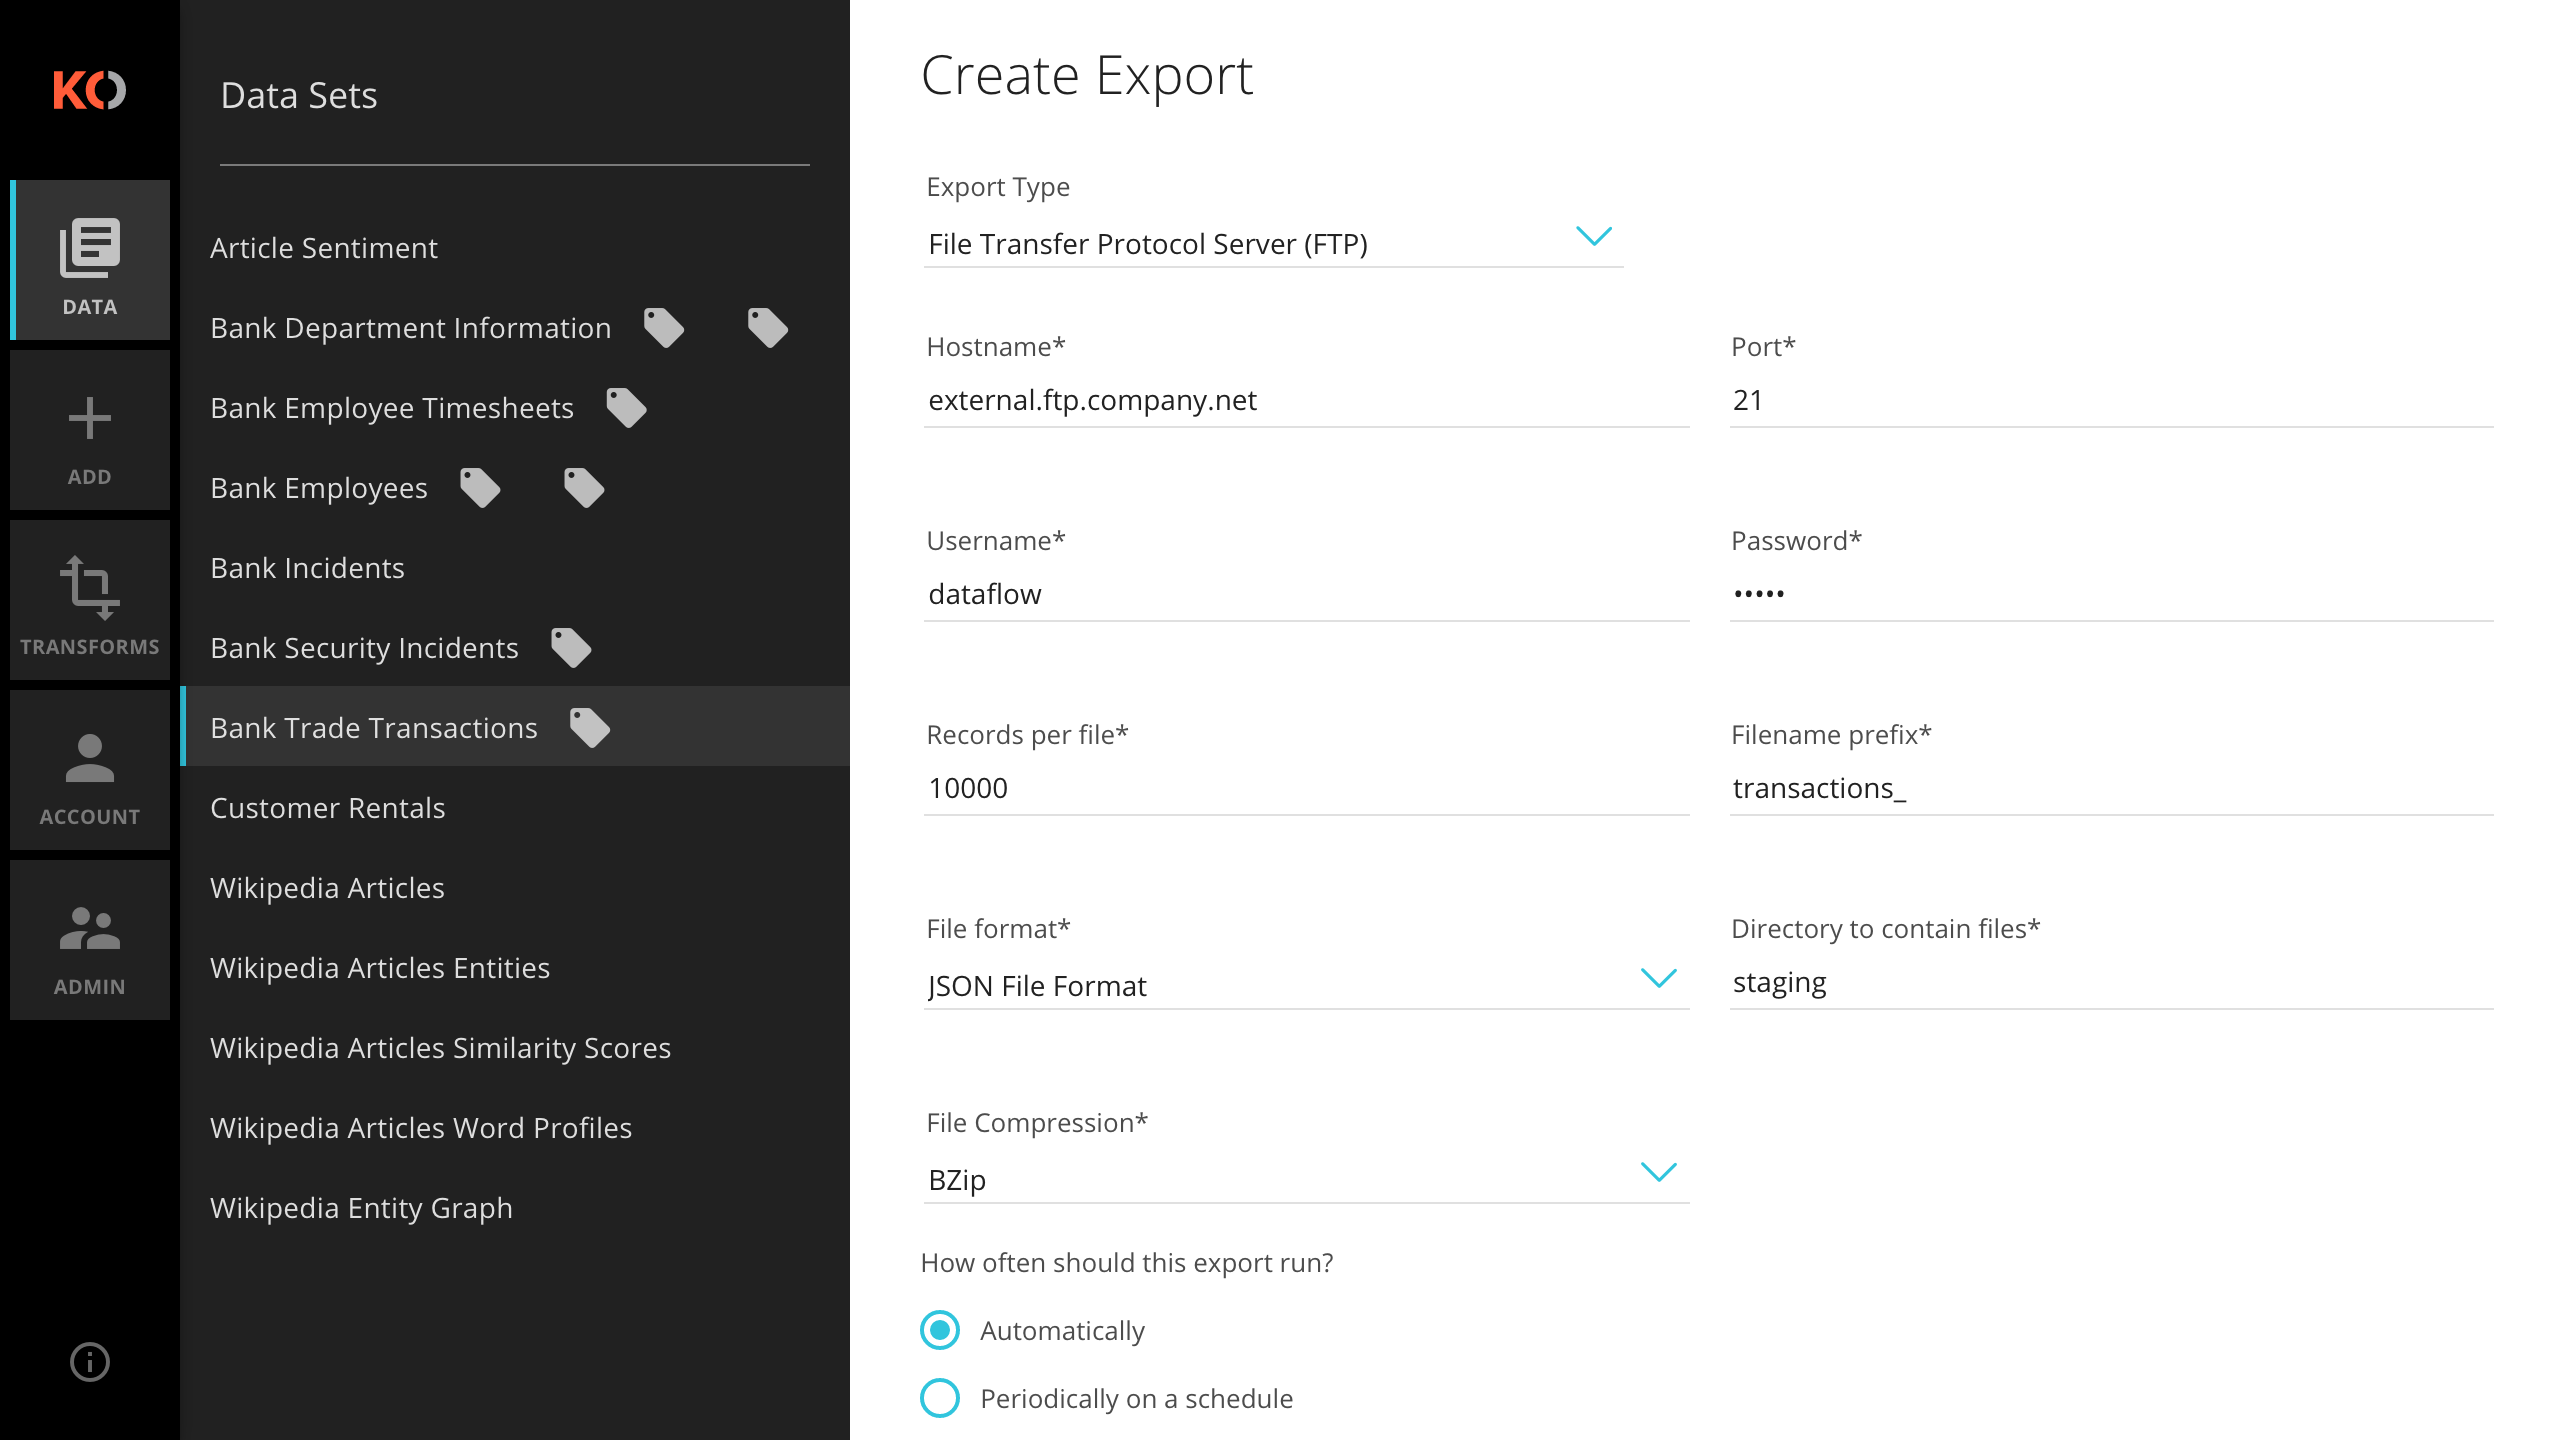 KO
DATA
ADD
TRANSFORMS
ACCOUNT
ADMIN
Data Sets
Article Sentiment
Bank Department Information
Bank Employee Timesheets
Bank Employees
Bank Incidents
Bank Security Incidents
Bank Trade Transactions
Customer Rentals
Wikipedia Articles
Wikipedia Articles Entities
Wikipedia Articles Similarity Scores
Wikipedia Articles Word Profiles
Wikipedia Entity Graph
Create Export
Export Type
File Transfer Protocol Server (FTP)
Hostname*
external.ftp.company.net
Port*
21
Username*
dataflow
Password*
•••••
Records per file*
10000
Filename prefix*
transactions_
File format*
JSON File Format
Directory to contain files*
staging
File Compression*
BZip
How often should this export run?
Automatically
Periodically on a schedule